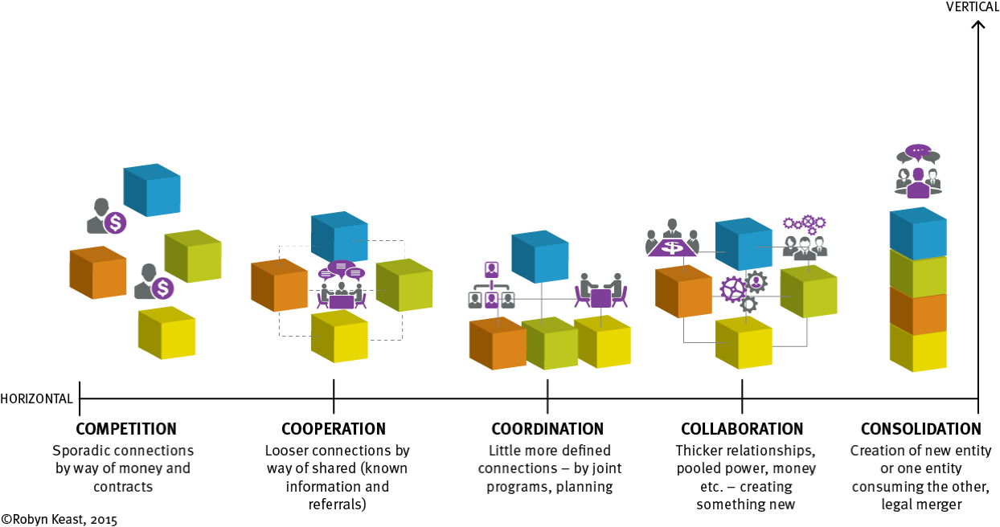 VERTICAL
$
$
$
HORIZONTAL
COMPETITION
Sporadic connections
by way of money and
contracts
COOPERATION
Looser connections by
way of shared (known
information and
referrals)
COORDINATION
Little more defined
connections – by joint
programs, planning
COLLABORATION
Thicker relationships,
pooled power, money
etc. – creating
something new
CONSOLIDATION
Creation of new entity
or one entity
consuming the other,
legal merger
©Robyn Keast, 2015